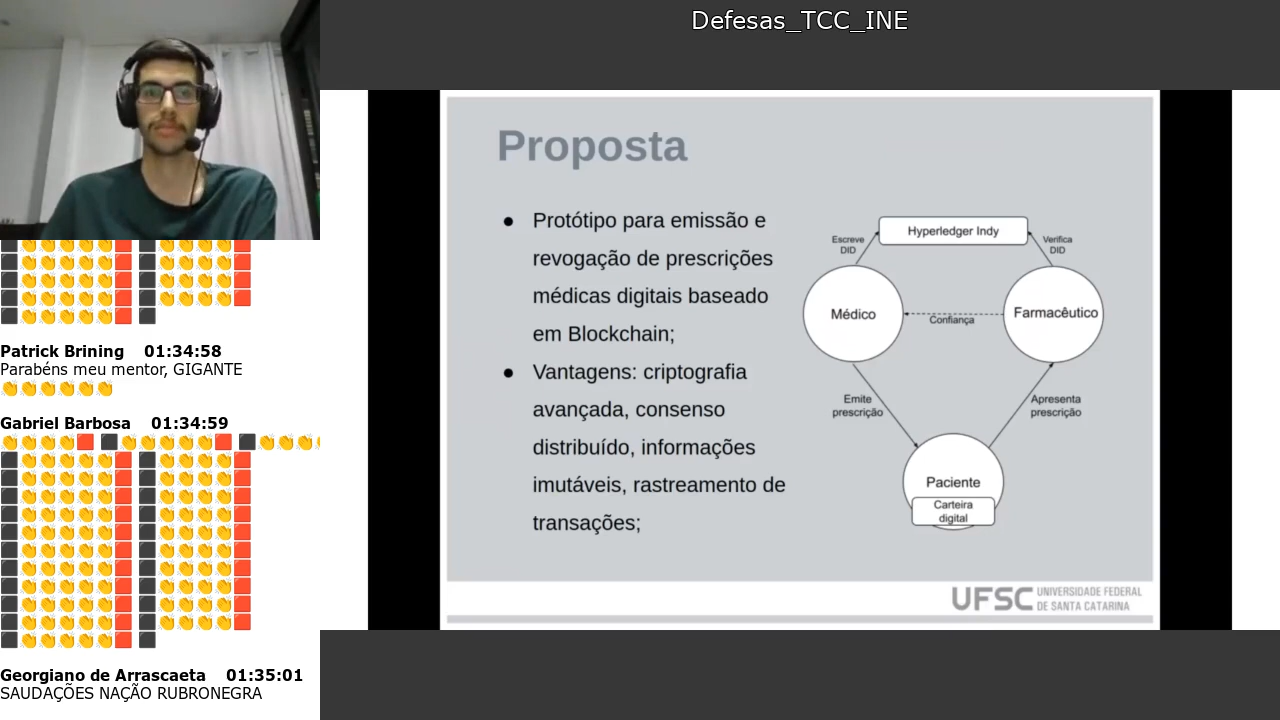 Defesas_TCC_INE
Proposta
● Protótipo para emissão e
revogação de prescrições
médicas digitais baseado
em Blockchain;
● Vantagens: criptografia
avançada, consenso
distribuído, informações
imutáveis, rastreamento de
transações;
Hyperledger Indy
Escreve
DID
Verifica
DID
Médico
Farmacêutico
Confiança
Emite
prescrição
Apresenta
prescrição
Paciente
Carteira
digital
UFSC
UNIVERSIDADE FEDERAL
DE SANTA CATARINA
Patrick Brining 01:34:58
Parabéns meu mentor, GIGANTE
Gabriel Barbosa 01:34:59
Georgiano de Arrascaeta 01:35:01
SAUDAÇÕES NAÇÃO RUBRONEGRA